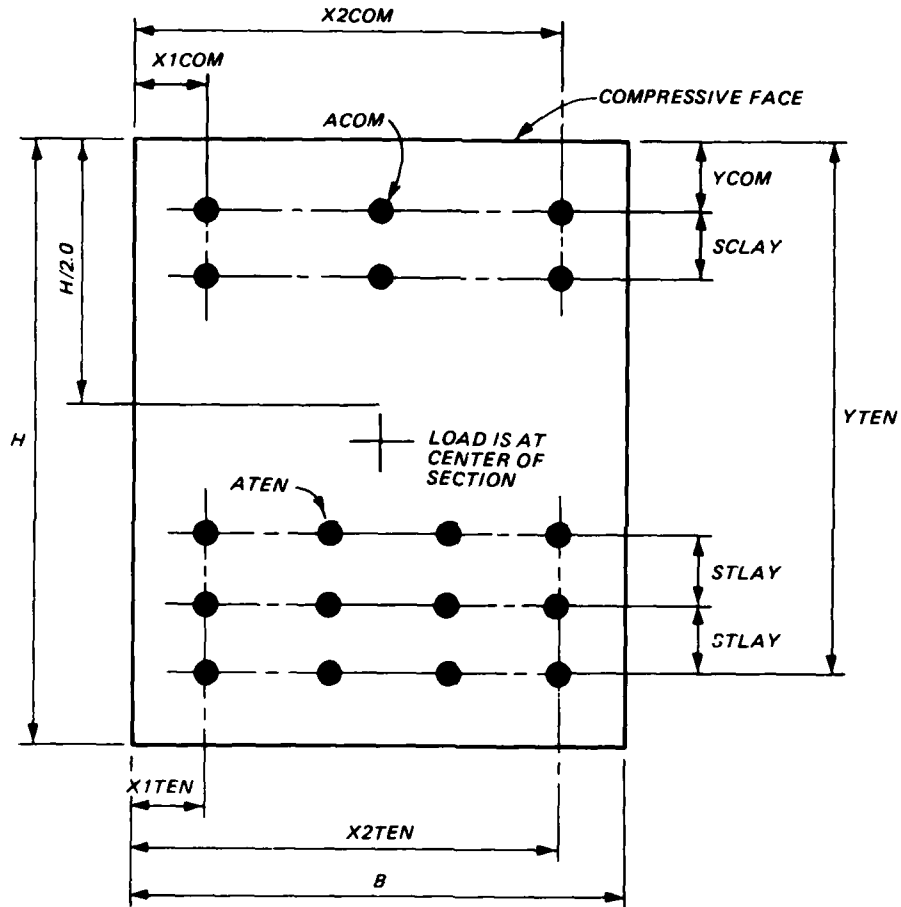 X2COM
X1COM
COMPRESSIVE FACE
ACOM
YCOM
SCLAY
H/2.0
H
YTEN
LOAD IS AT
CENTER OF
SECTION
ATEN
STLAY
STLAY
X1TEN
X2TEN
B